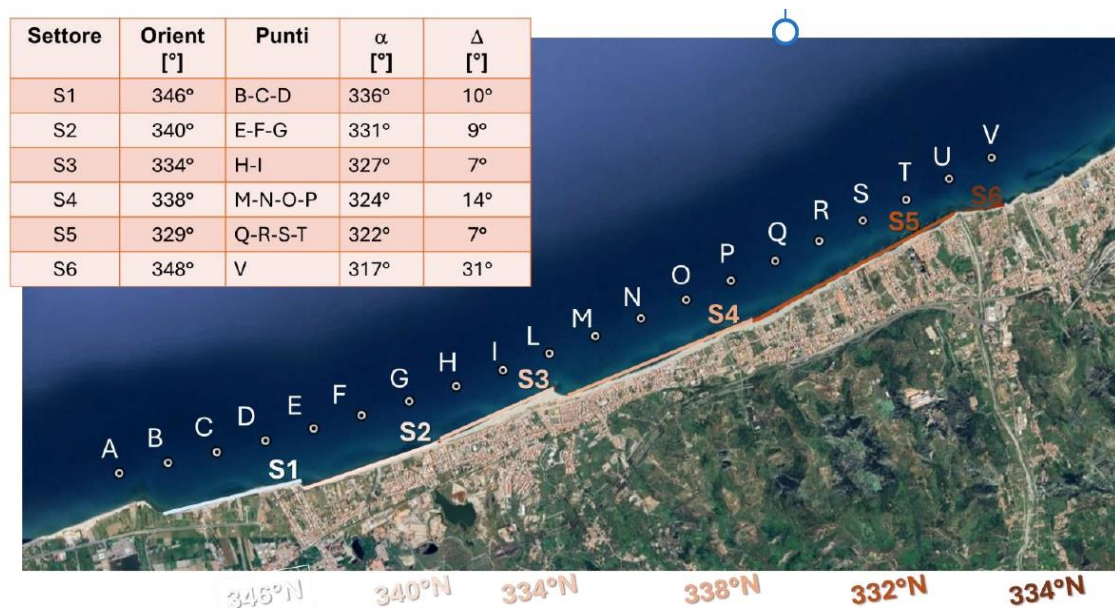 Settore Orient [°] Punti α [°] Δ [°]
S1 346° B-C-D 336° 10°
S2 340° E-F-G 331° 9°
S3 334° H-I 327° 7°
S4 338° M-N-O-P 324° 14°
S5 329° Q-R-S-T 322° 7°
S6 348° V 317° 31°
A
B
C
D
E
F
G
H
I
L
M
N
O
P
Q
R
S
T
U
V
S1
S2
S3
S4
S5
S6
346°N 340°N 334°N 338°N 332°N 334°N